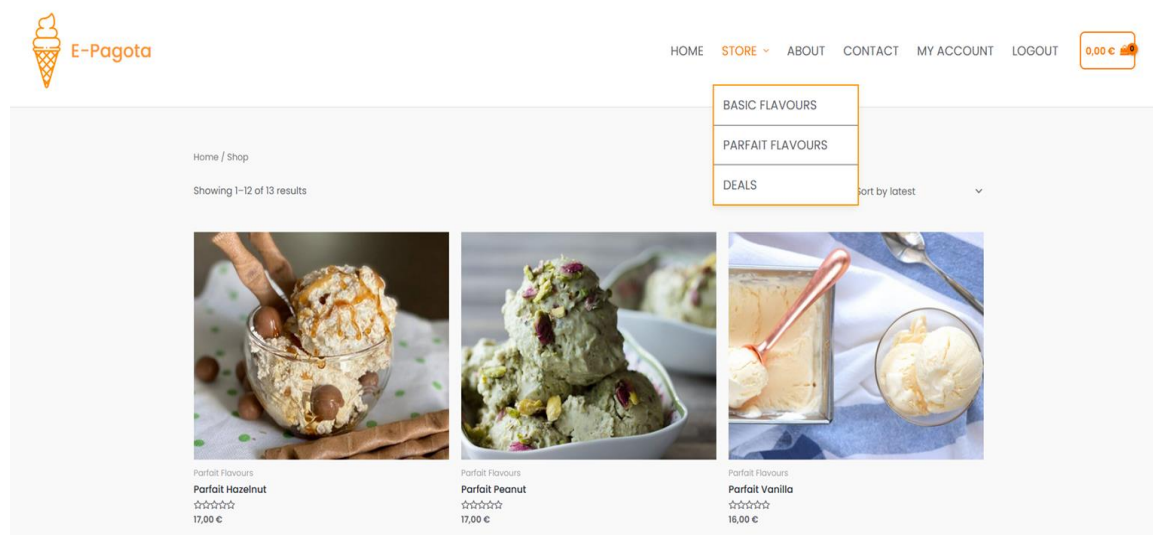 E-Pagota
HOME STORE ABOUT CONTACT MY ACCOUNT LOGOUT 0,00 € 0
BASIC FLAVOURS
PARFAIT FLAVOURS
DEALS
Home / Shop
Showing 1–12 of 13 results
Sort by latest
Parfait Flavours
Parfait Hazelnut
17,00 €
Parfait Flavours
Parfait Peanut
17,00 €
Parfait Flavours
Parfait Vanilla
16,00 €